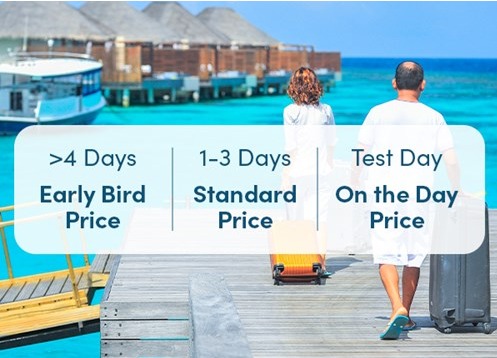 >4 Days
Early Bird
Price
1-3 Days
Standard
Price
Test Day
On the Day
Price